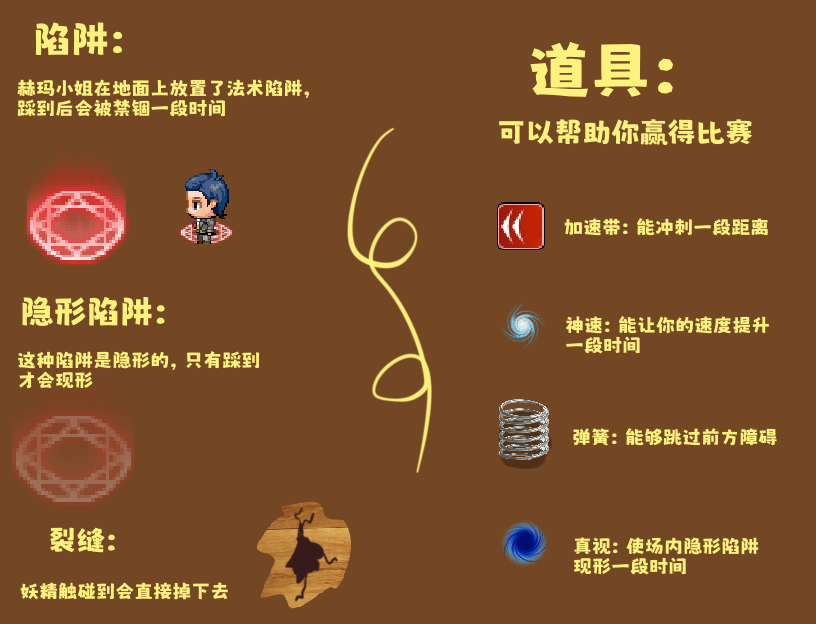 陷阱:
赫玛小姐在地面上放置了法术陷阱,
踩到后会被禁锢一段时间
隐形陷阱:
这种陷阱是隐形的, 只有踩到
才会现形
裂缝:
妖精触碰到会直接掉下去
道具:
可以帮助你赢得比赛
加速带: 能冲刺一段距离
神速: 能让你的速度提升
一段时间
弹簧: 能够跳过前方障碍
真视: 使场内隐形陷阱
现形一段时间